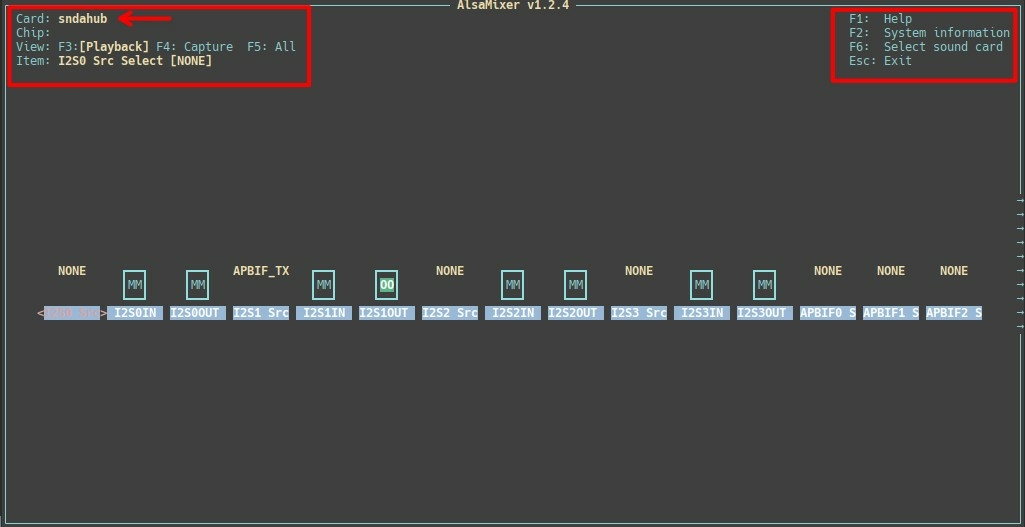 AlsaMixer v1.2.4
Card: sndahub
Chip:
View: F3:[Playback] F4: Capture  F5: All
Item: I2S0 Src Select [NONE]
F1:  Help
F2:  System information
F6:  Select sound card
Esc: Exit
NONE APBIF_TX NONE NONE NONE NONE NONE
MM MM MM OO MM MM MM MM
< > I2S0IN I2S0OUT I2S1 Src I2S1IN I2S1OUT I2S2 Src I2S2IN I2S2OUT I2S3 Src I2S3IN I2S3OUT APBIF0 S APBIF1 S APBIF2 S